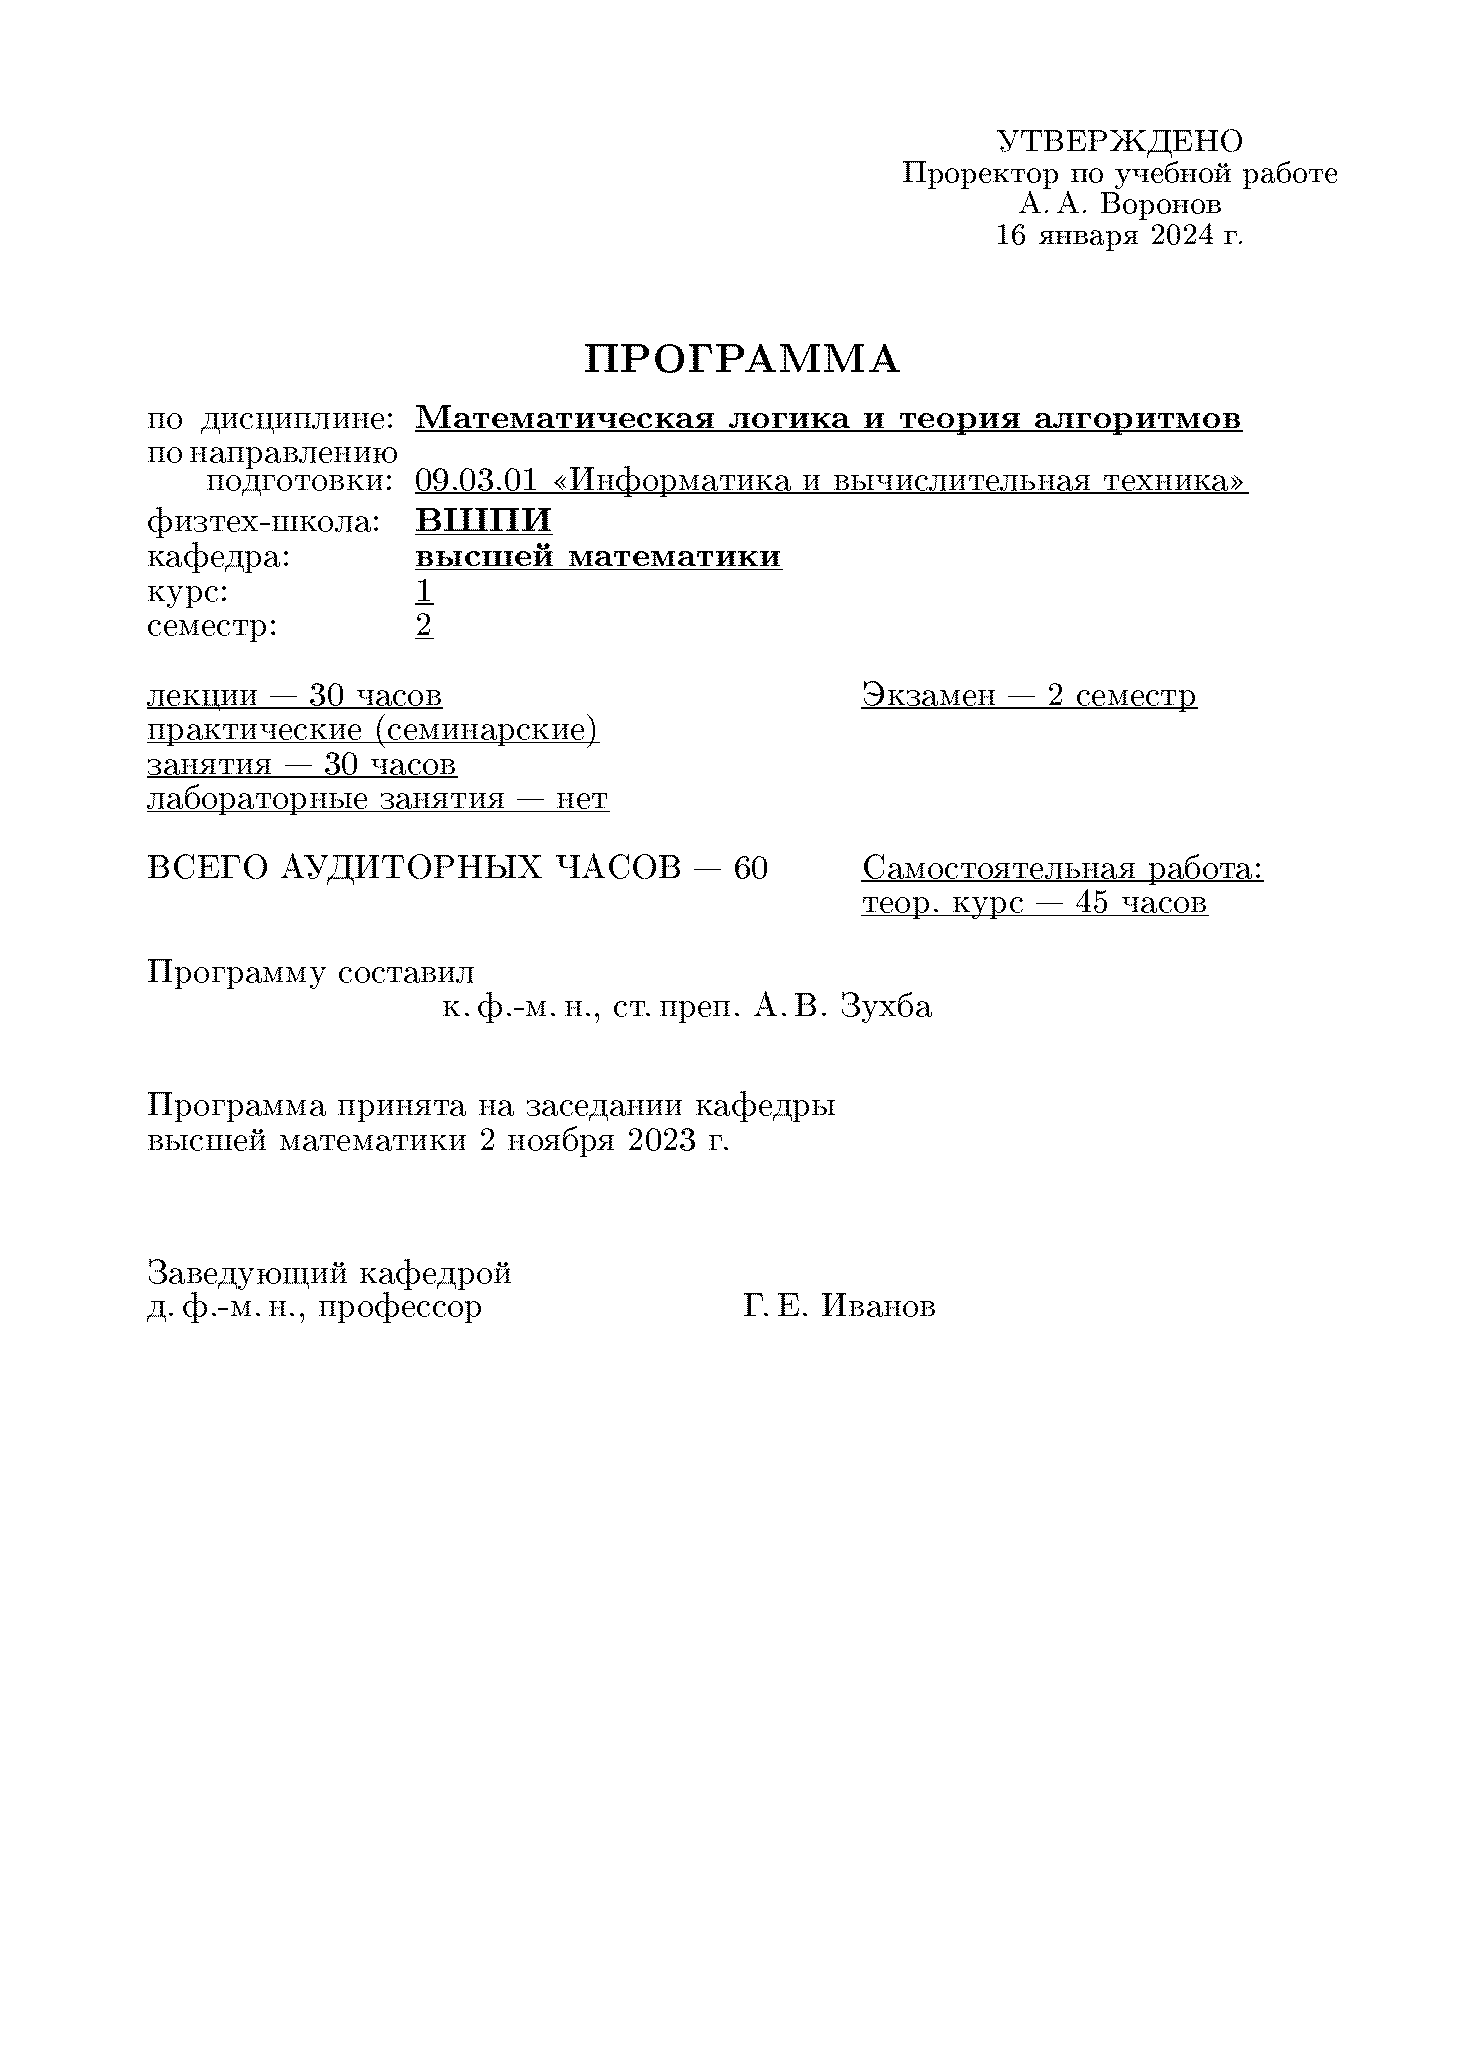 УТВЕРЖДЕНО
Проректор по учебной работе
А. А. Воронов
16 января 2024 г.
ПРОГРАММА
по дисциплине: Математическая логика и теория алгоритмов
по направлению
подготовки: 09.03.01 «Информатика и вычислительная техника»
физтех-школа: ВШПИ
кафедра: высшей математики
курс: 1
семестр: 2
лекции — 30 часов Экзамен — 2 семестр
практические (семинарские)
занятия — 30 часов
лабораторные занятия — нет
ВСЕГО АУДИТОРНЫХ ЧАСОВ — 60 Самостоятельная работа:
теор. курс — 45 часов
Программу составил
к. ф.-м. н., ст. преп. А. В. Зухба
Программа принята на заседании кафедры
высшей математики 2 ноября 2023 г.
Заведующий кафедрой
д. ф.-м. н., профессор Г. Е. Иванов